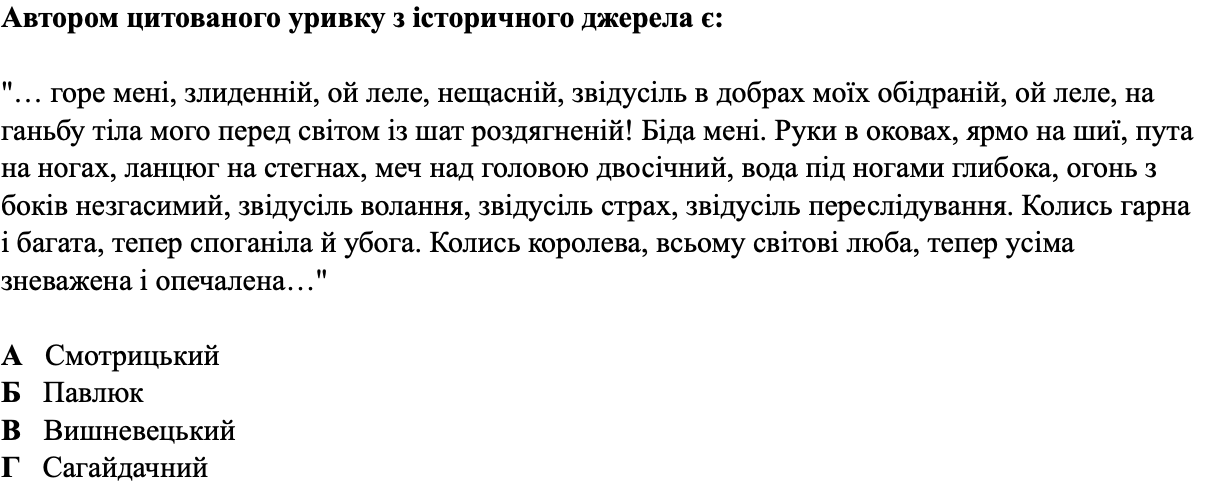 Автором цитованого уривку з історичного джерела є:
"… горе мені, злиденній, ой леле, нещасній, звідусіль в добрах моїх обідраній, ой леле, на
ганьбу тіла мого перед світом із шат роздягненій! Біда мені. Руки в оковах, ярмо на шиї, пута
на ногах, ланцюг на стегнах, меч над головою двосічний, вода під ногами глибока, огонь з
боків незгасимий, звідусіль волання, звідусіль страх, звідусіль переслідування. Колись гарна
і багата, тепер споганіла й убога. Колись королева, всьому світові люба, тепер усіма
зневажена і опечалена…"
А Смотрицький
Б Павлюк
В Вишневецький
Г Сагайдачний